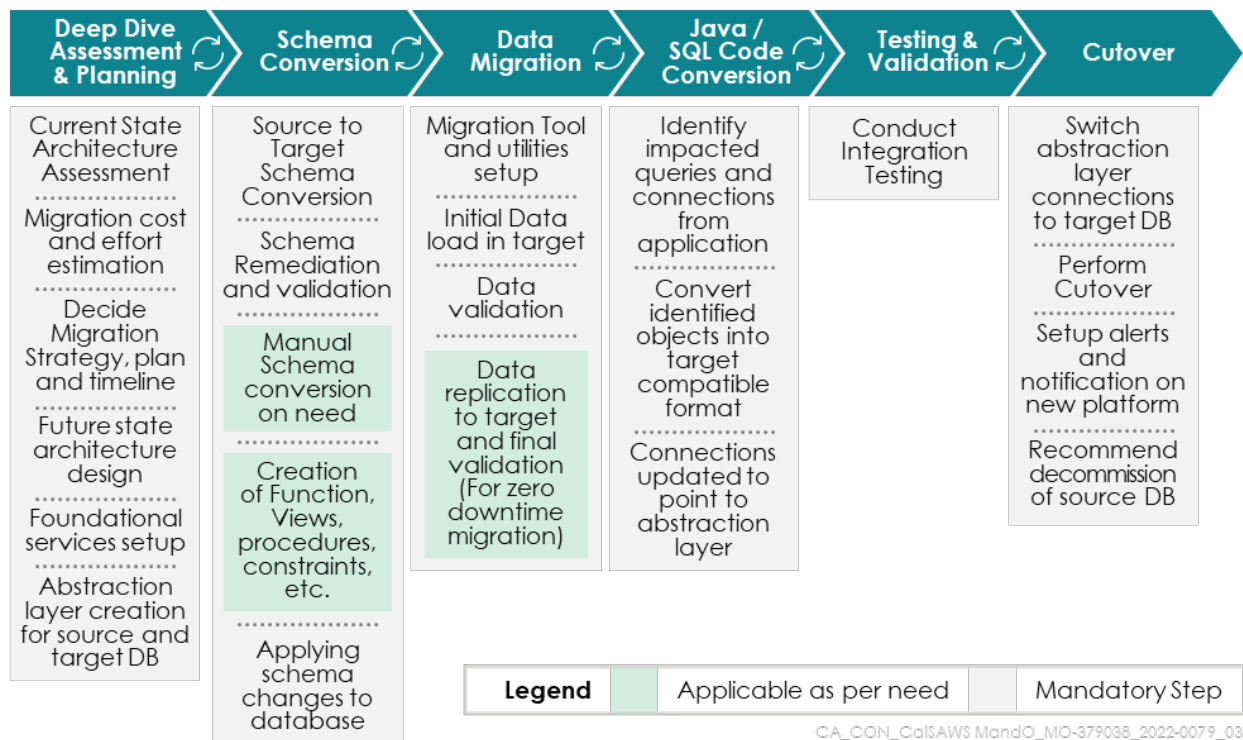 Deep Dive
Assessment
& Planning
Schema
Conversion
Data
Migration
Java /
SQL Code
Conversion
Testing &
Validation
Cutover
Current State
Architecture
Assessment
Migration cost
and effort
estimation
Decide
Migration
Strategy, plan
and timeline
Future state
architecture
design
Foundational
services setup
Abstraction
layer creation
for source and
target DB
Source to
Target
Schema
Conversion
Schema
Remediation
and validation
Manual
Schema
conversion
on need
Creation
of Function,
Views,
procedures,
constraints,
etc.
Applying
schema
changes to
database
Migration Tool
and utilities
setup
Initial Data
load in target
Data
validation
Data
replication
to target
and final
validation
(For zero
downtime
migration)
Identify
impacted
queries and
connections
from
application
Convert
identified
objects into
target
compatible
format
Connections
updated to
point to
abstraction
layer
Conduct
Integration
Testing
Switch
abstraction
layer
connections
to target DB
Perform
Cutover
Setup alerts
and
notification on
new platform
Recommend
decommission
of source DB
Legend
Applicable as per need
Mandatory Step
CA_CON_CalSAWS MandO_MO-379038_2022-0079_03